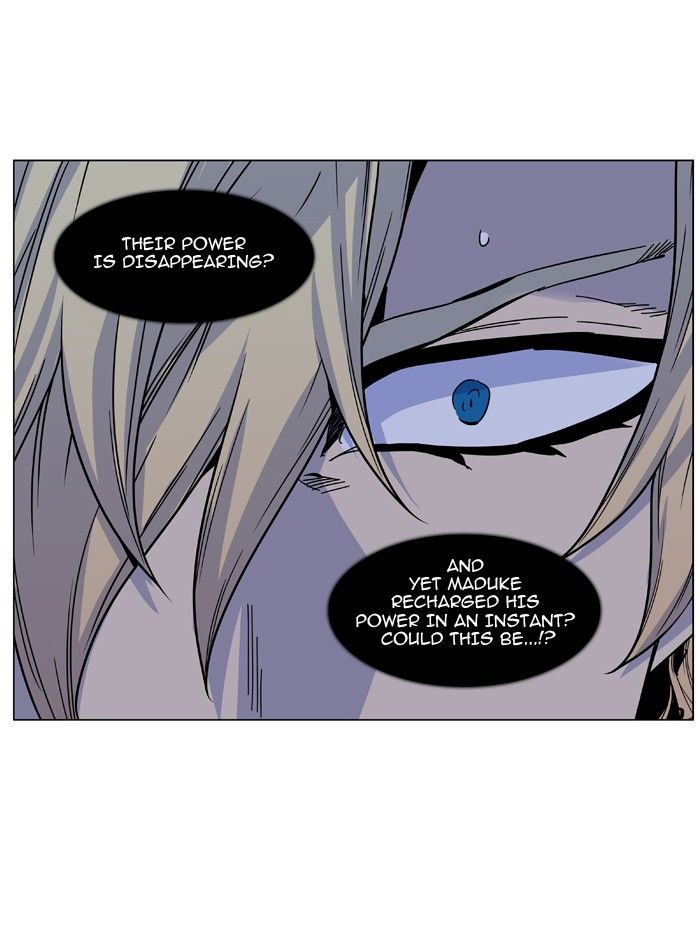 THEIR POWER
IS DISAPPEARING?
AND
YET MADUKE
RECHARGED HIS
POWER IN AN INSTANT?
COULD THIS BE...!?